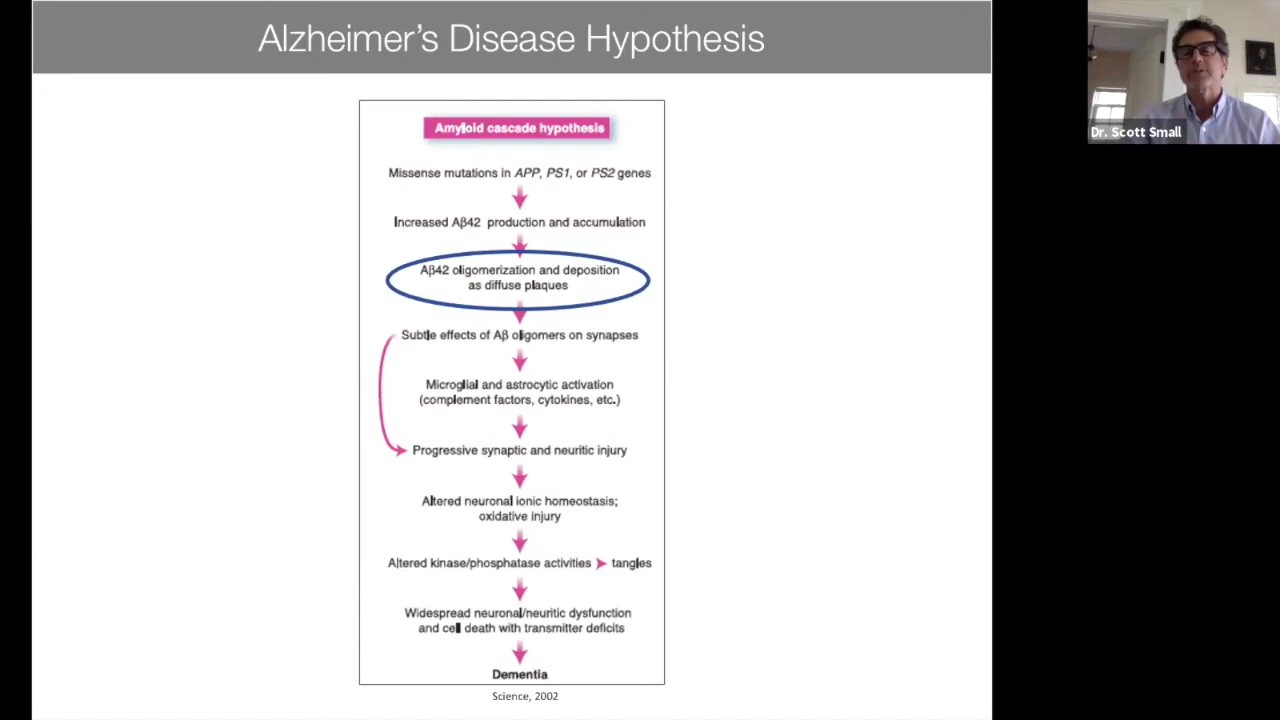 Alzheimer's Disease Hypothesis
Amyloid cascade hypothesis
Missense mutations in APP, PS1, or PS2 genes
Increased Aβ42 production and accumulation
Aβ42 oligomerization and deposition
as diffuse plaques
Subtle effects of Aβ oligomers on synapses
Microglial and astrocytic activation
(complement factors, cytokines, etc.)
Progressive synaptic and neuritic injury
Altered neuronal ionic homeostasis;
oxidative injury
Altered kinase/phosphatase activities ➤ tangles
Widespread neuronal/neuritic dysfunction
and cell death with transmitter deficits
Dementia
Science, 2002
Dr. Scott Small